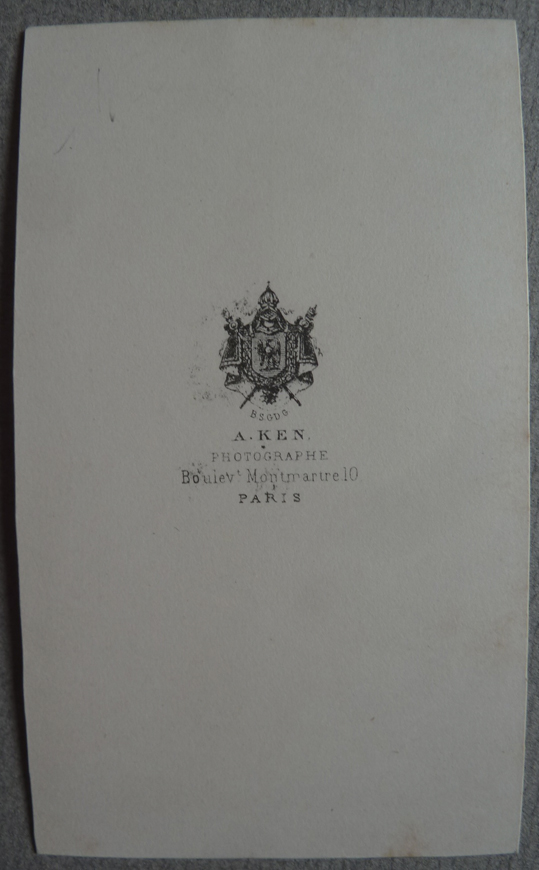 B.S.G.D.G
A. KEN.
PHOTOGRAPHE
Boulevt Montmartre 10
PARIS